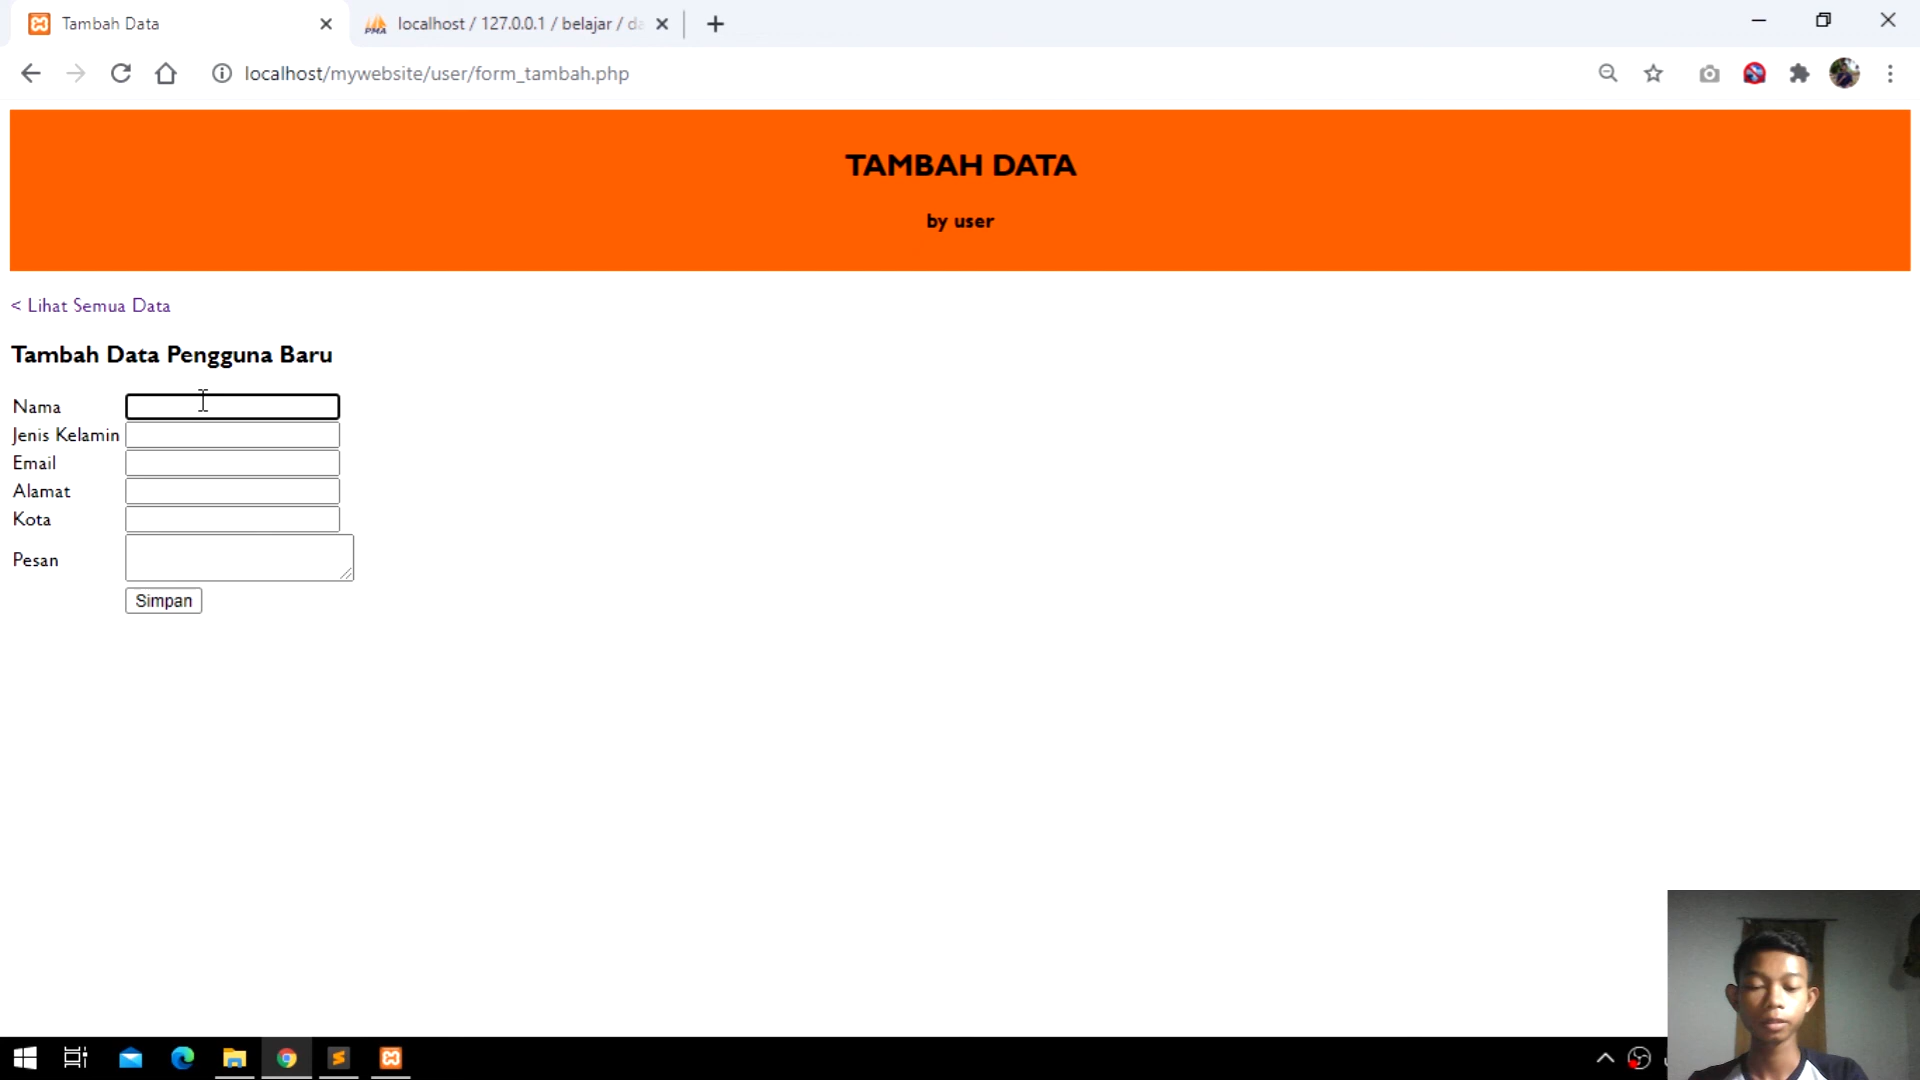 Tambah Data
localhost / 127.0.0.1 / belajar / da
localhost/mywebsite/user/form_tambah.php
TAMBAH DATA
by user
< Lihat Semua Data
Tambah Data Pengguna Baru
Nama
Jenis Kelamin
Email
Alamat
Kota
Pesan
Simpan